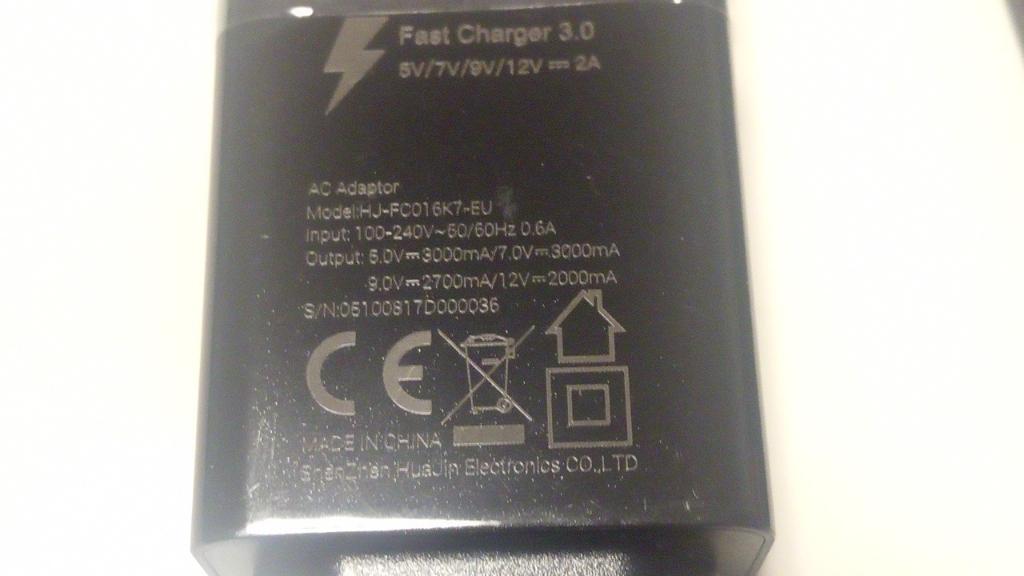 Fast Charger 3.0
5V/7V/9V/12V⎓2A
AC Adaptor
Model:HJ-FC016K7-EU
Input: 100-240V~50/60Hz 0.6A
Output: 5.0V⎓3000mA/7.0V⎓3000mA
9.0V⎓2700mA/12V⎓2000mA
S/N:05100817D000036
CE
MADE IN CHINA
ShenZhen HuaJin Electronics CO.,LTD